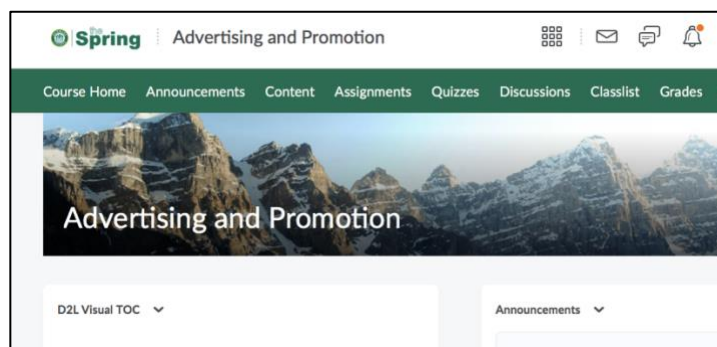 the Spring Advertising and Promotion
Course Home Announcements Content Assignments Quizzes Discussions Classlist Grades
Advertising and Promotion
D2L Visual TOC Announcements